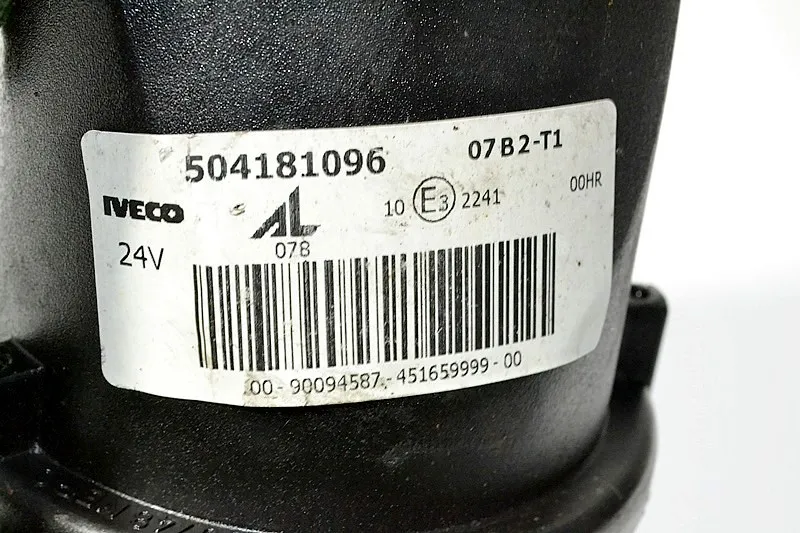 504181096 07B2-T1
IVECO AL 10 E3 2241 00HR
24V 078
00-90094587-451659999-00